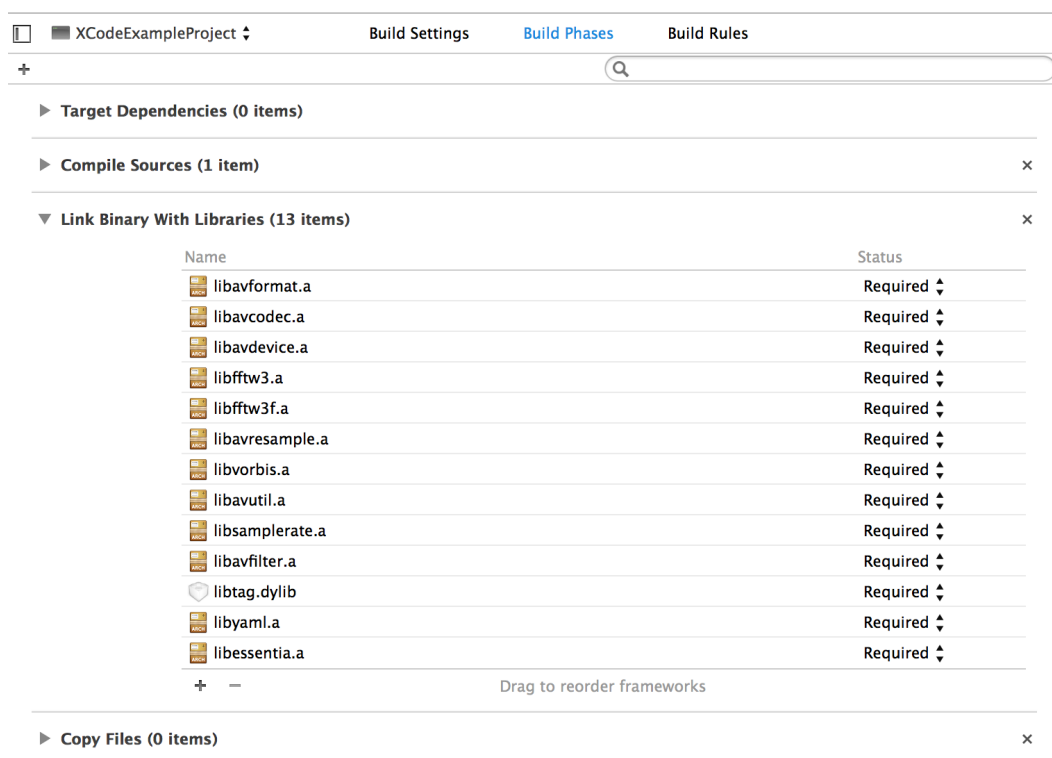 XCodeExampleProject Build Settings Build Phases Build Rules
Target Dependencies (0 items)
Compile Sources (1 item)
Link Binary With Libraries (13 items)
Name Status
libavformat.a Required
libavcodec.a Required
libavdevice.a Required
libfftw3.a Required
libfftw3f.a Required
libavresample.a Required
libvorbis.a Required
libavutil.a Required
libsamplerate.a Required
libavfilter.a Required
libtag.dylib Required
libyaml.a Required
libessentia.a Required
Drag to reorder frameworks
Copy Files (0 items)